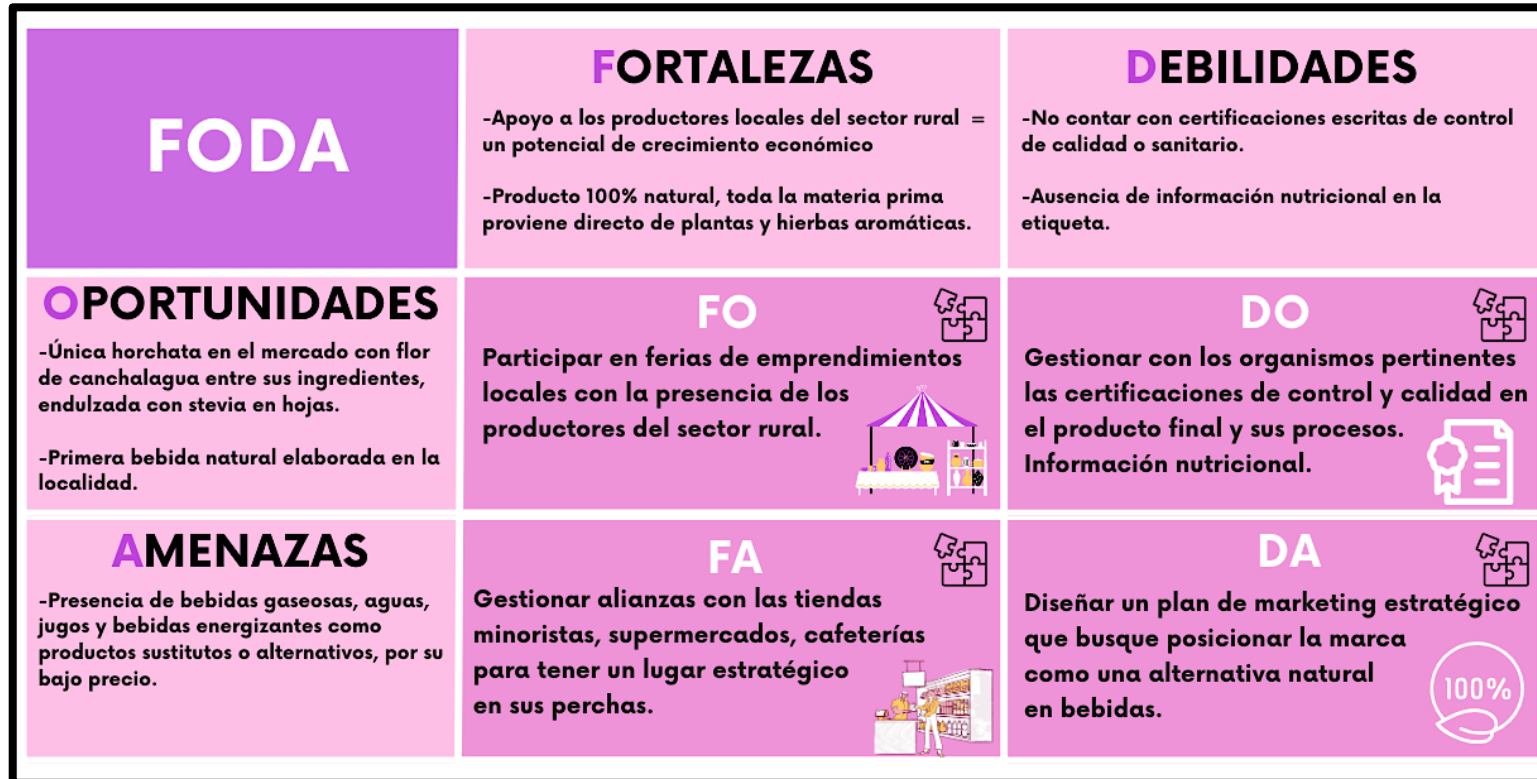 FODA
FORTALEZAS
-Apoyo a los productores locales del sector rural =
un potencial de crecimiento económico
-Producto 100% natural, toda la materia prima
proviene directo de plantas y hierbas aromáticas.
DEBILIDADES
-No contar con certificaciones escritas de control
de calidad o sanitario.
-Ausencia de información nutricional en la
etiqueta.
OPORTUNIDADES
-Única horchata en el mercado con flor
de canchalagua entre sus ingredientes,
endulzada con stevia en hojas.
-Primera bebida natural elaborada en la
localidad.
FO
Participar en ferias de emprendimientos
locales con la presencia de los
productores del sector rural.
DO
Gestionar con los organismos pertinentes
las certificaciones de control y calidad en
el producto final y sus procesos.
Información nutricional.
AMENAZAS
-Presencia de bebidas gaseosas, aguas,
jugos y bebidas energizantes como
productos sustitutos o alternativos, por su
bajo precio.
FA
Gestionar alianzas con las tiendas
minoristas, supermercados, cafeterías
para tener un lugar estratégico
en sus perchas.
DA
Diseñar un plan de marketing estratégico
que busque posicionar la marca
como una alternativa natural
en bebidas.
100%